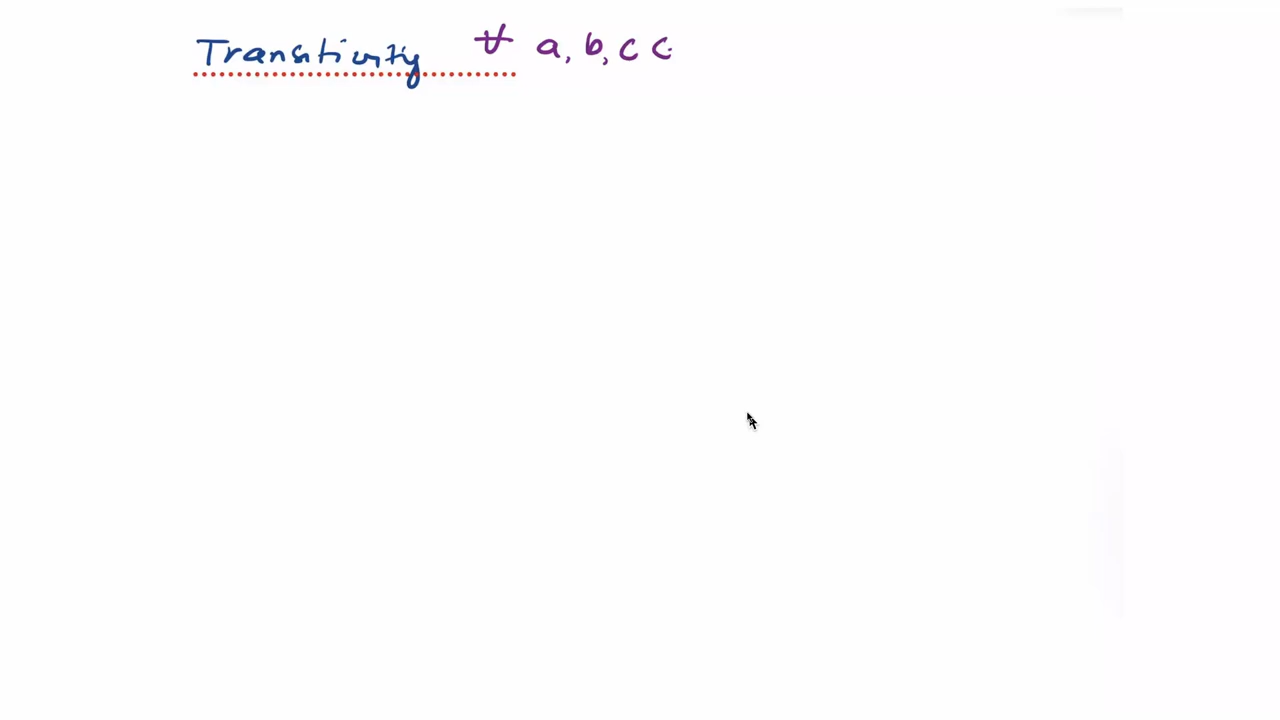 Transitivity ∀ a, b, c